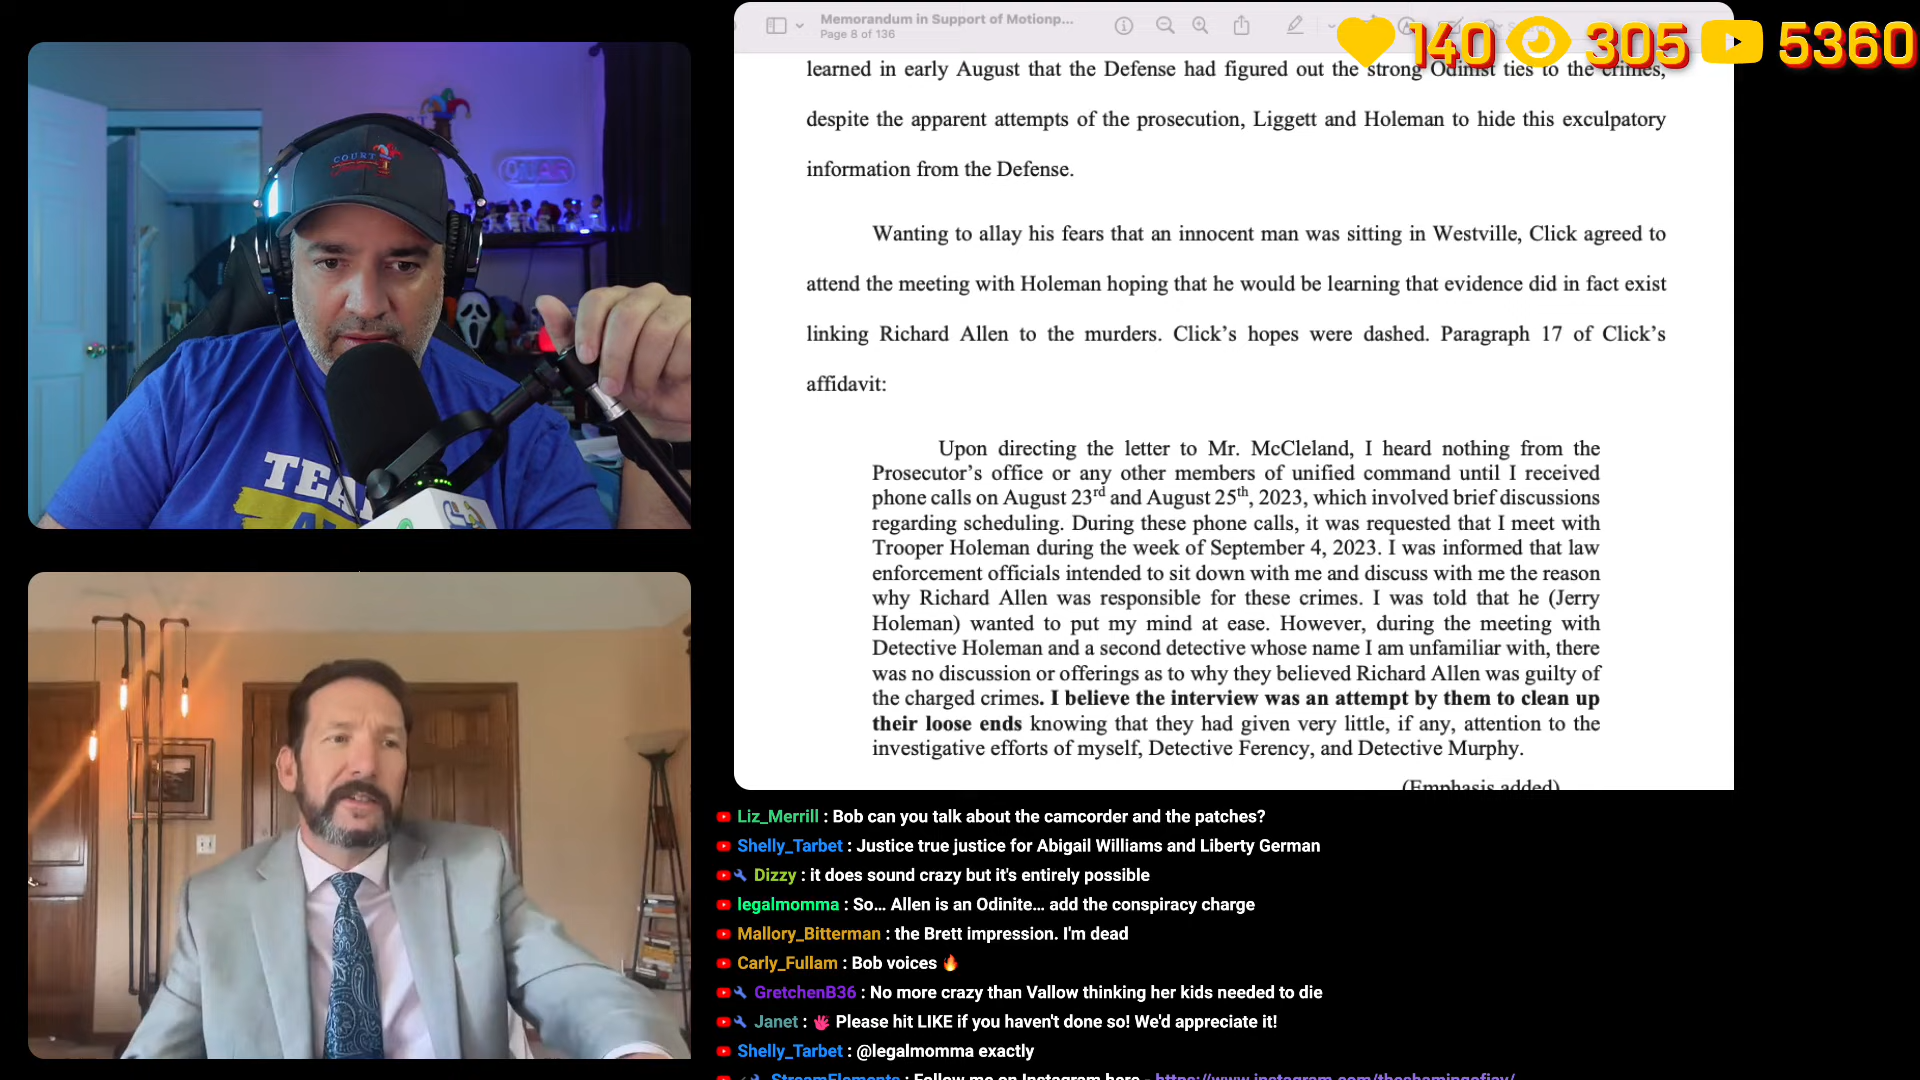 Memorandum in Support of Motionp...
Page 8 of 136
140 305 5360
learned in early August that the Defense had figured out the strong Odinist ties to the crimes,
despite the apparent attempts of the prosecution, Liggett and Holeman to hide this exculpatory
information from the Defense.
Wanting to allay his fears that an innocent man was sitting in Westville, Click agreed to
attend the meeting with Holeman hoping that he would be learning that evidence did in fact exist
linking Richard Allen to the murders. Click’s hopes were dashed. Paragraph 17 of Click’s
affidavit:
Upon directing the letter to Mr. McCleland, I heard nothing from the
Prosecutor’s office or any other members of unified command until I received
phone calls on August 23rd and August 25th, 2023, which involved brief discussions
regarding scheduling. During these phone calls, it was requested that I meet with
Trooper Holeman during the week of September 4, 2023. I was informed that law
enforcement officials intended to sit down with me and discuss with me the reason
why Richard Allen was responsible for these crimes. I was told that he (Jerry
Holeman) wanted to put my mind at ease. However, during the meeting with
Detective Holeman and a second detective whose name I am unfamiliar with, there
was no discussion or offerings as to why they believed Richard Allen was guilty of
the charged crimes. I believe the interview was an attempt by them to clean up
their loose ends knowing that they had given very little, if any, attention to the
investigative efforts of myself, Detective Ferency, and Detective Murphy.
(Emphasis added)
COURT
TEA
Liz_Merrill : Bob can you talk about the camcorder and the patches?
Shelly_Tarbet : Justice true justice for Abigail Williams and Liberty German
Dizzy : it does sound crazy but it's entirely possible
legalmomma : So... Allen is an Odinite... add the conspiracy charge
Mallory_Bitterman : the Brett impression. I'm dead
Carly_Fullam : Bob voices 🔥
GretchenB36 : No more crazy than Vallow thinking her kids needed to die
Janet : 👋 Please hit LIKE if you haven't done so! We'd appreciate it!
Shelly_Tarbet : @legalmomma exactly
StreamElements : Follow me on Instagram here - https://www.instagram.com/theshamingofjay/